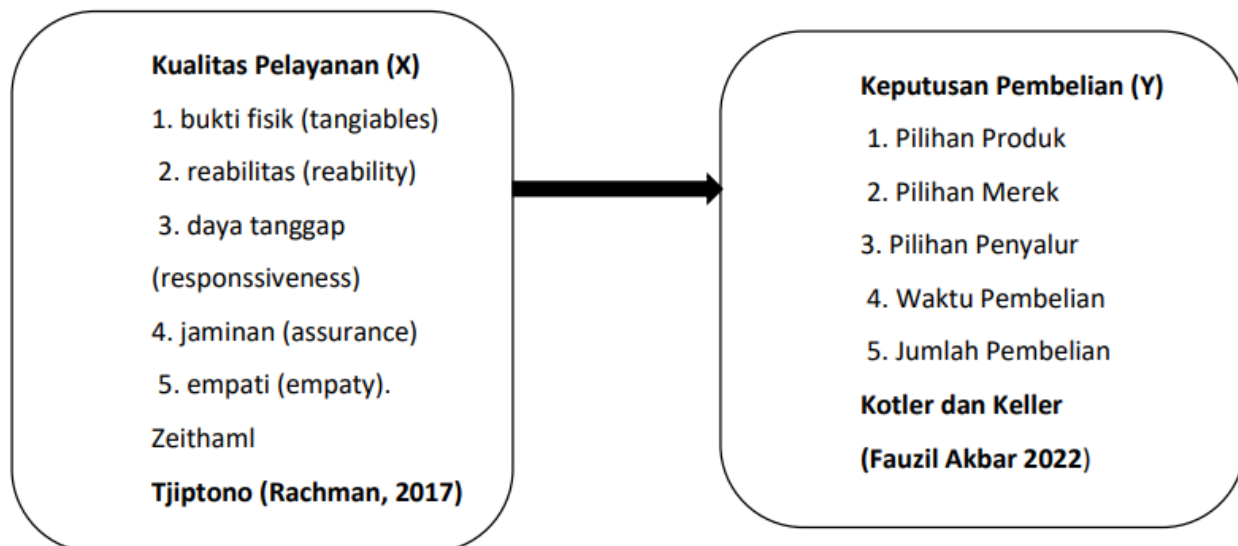 Kualitas Pelayanan (X)
1. bukti fisik (tangiables)
2. reabilitas (reability)
3. daya tanggap
(responssiveness)
4. jaminan (assurance)
5. empati (empaty).
Zeithaml
Tjiptono (Rachman, 2017)
Keputusan Pembelian (Y)
1. Pilihan Produk
2. Pilihan Merek
3. Pilihan Penyalur
4. Waktu Pembelian
5. Jumlah Pembelian
Kotler dan Keller
(Fauzil Akbar 2022)